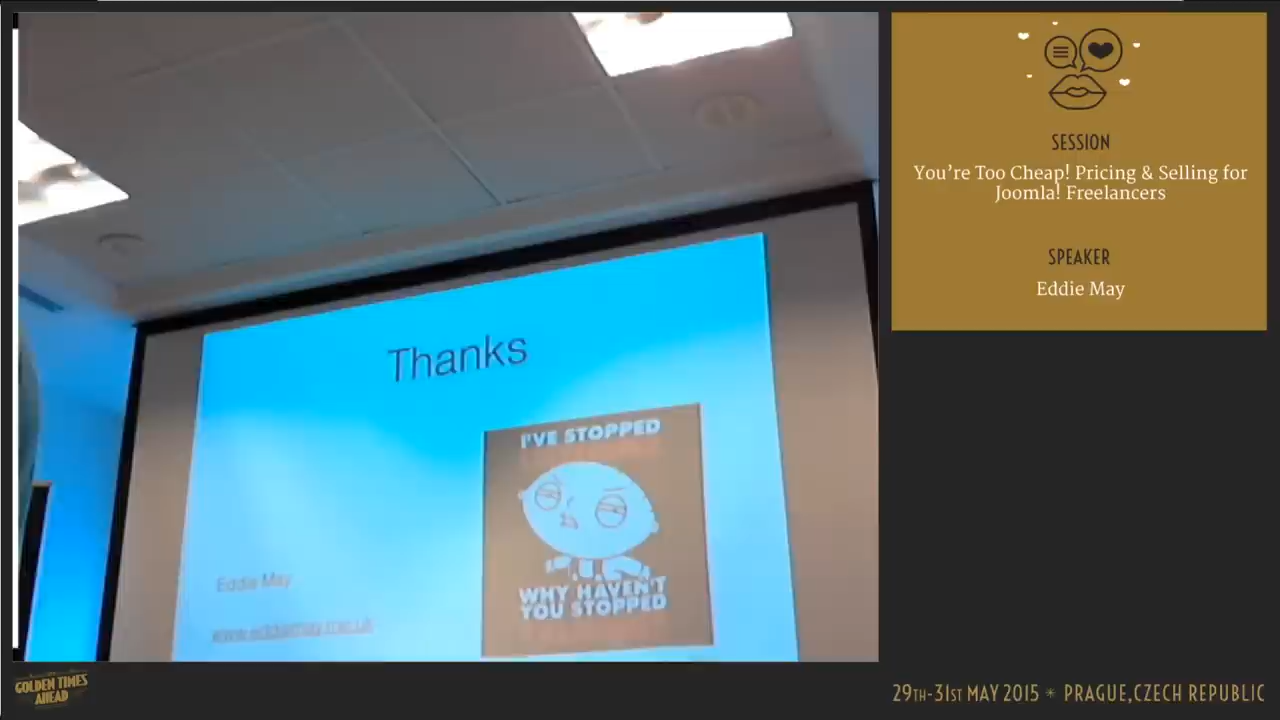 Thanks
I'VE STOPPED
WHY HAVEN'T
YOU STOPPED
Eddie May
SESSION
You're Too Cheap! Pricing & Selling for
Joomla! Freelancers
SPEAKER
Eddie May
GOLDEN TIMES
AHEAD
29TH-31ST MAY 2015 * PRAGUE,CZECH REPUBLIC